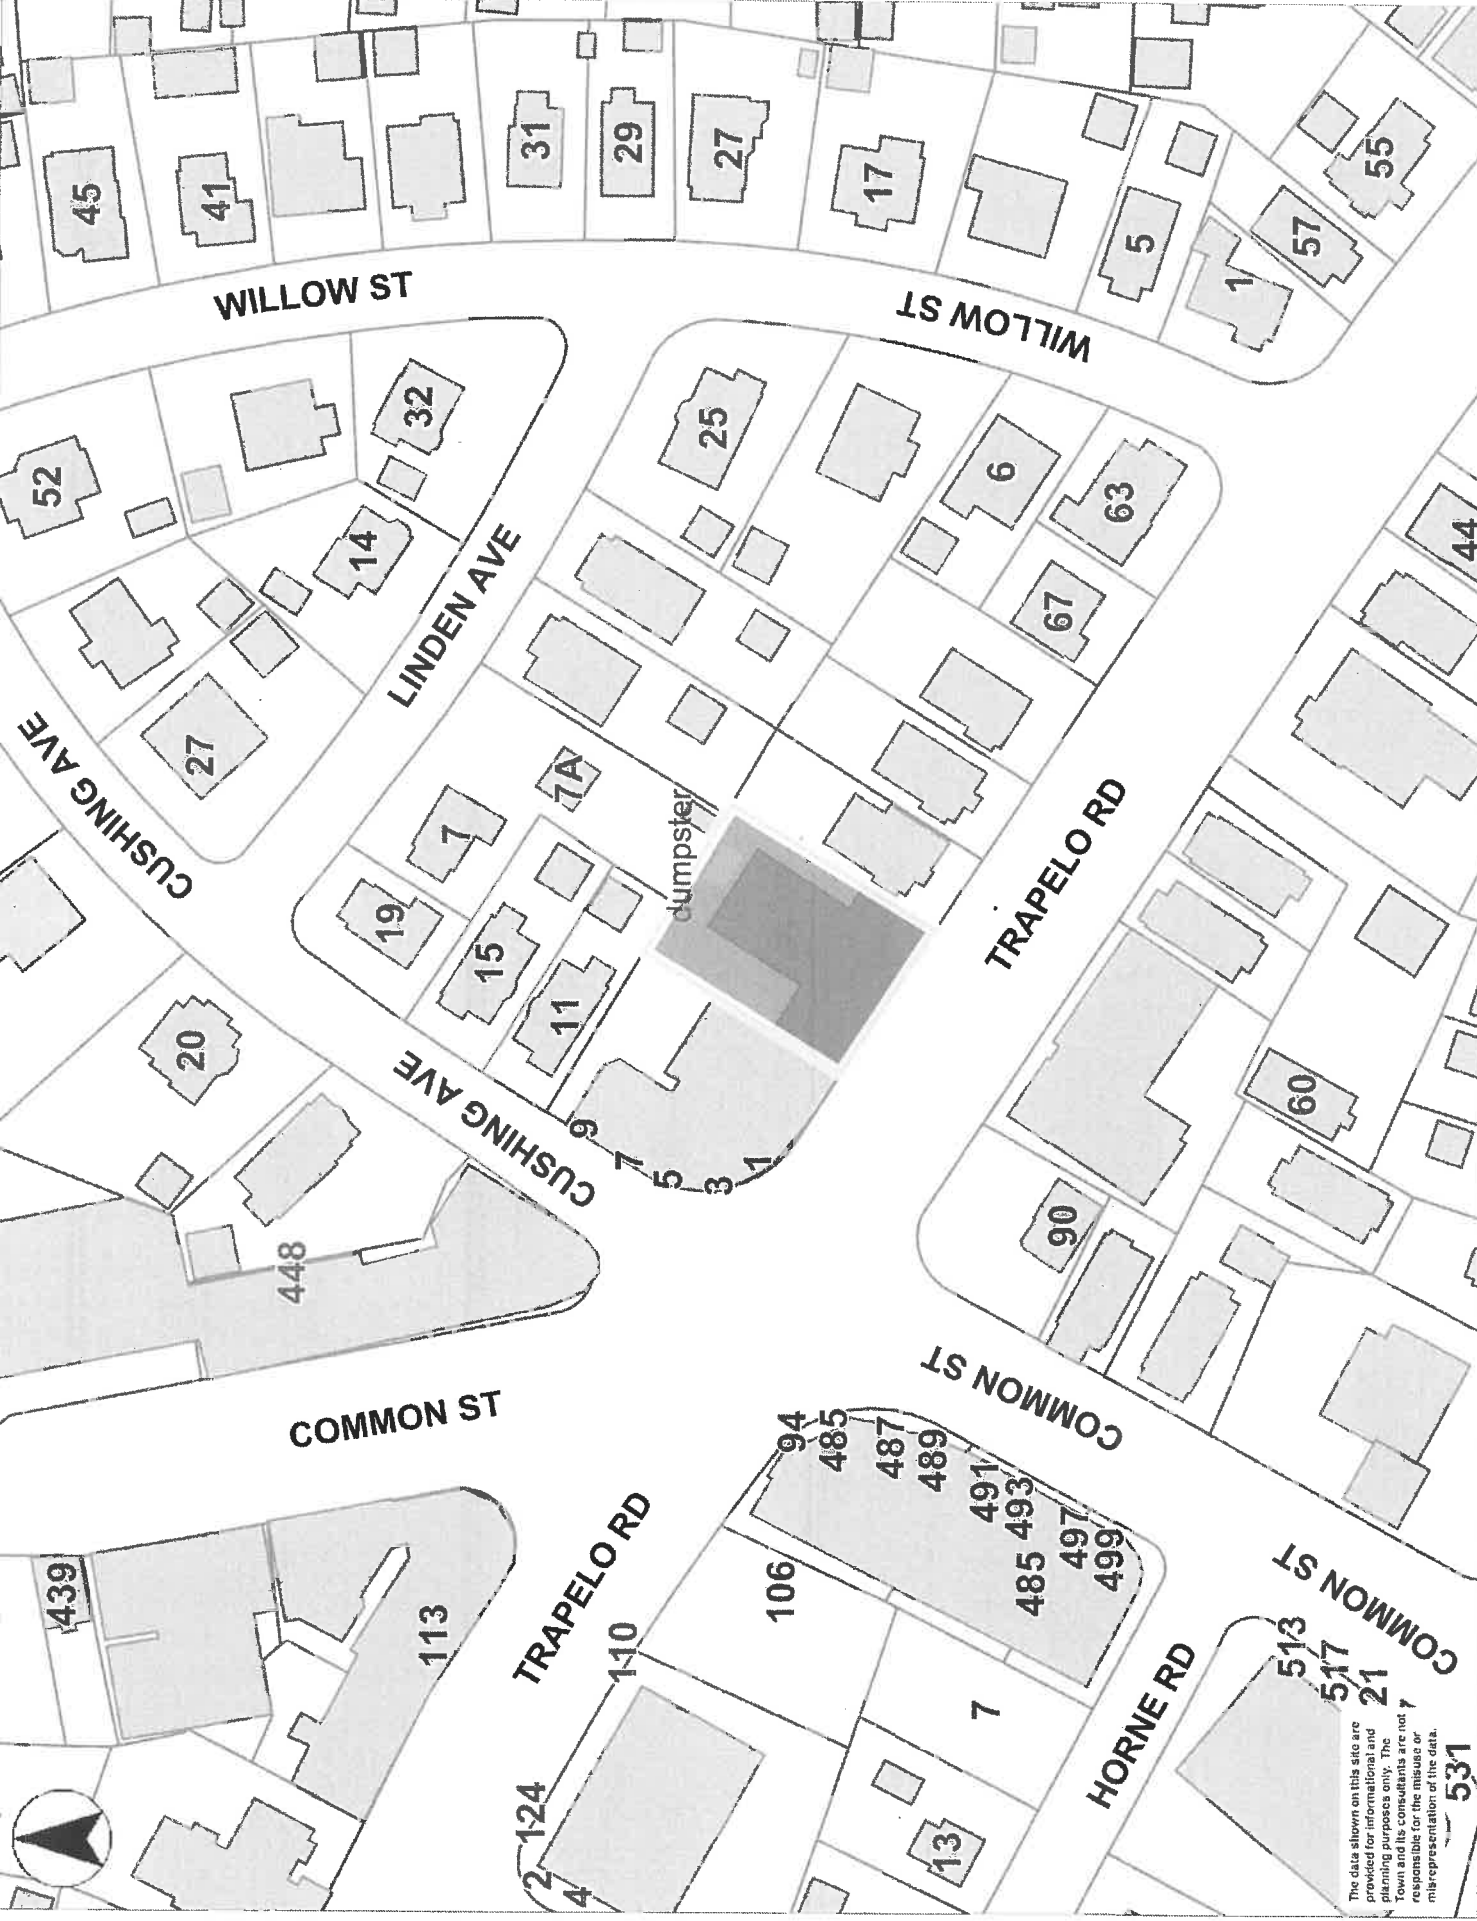 439
52
45
CUSHING AVE
20
27
41
448
WILLOW ST
14
19
COMMON ST
32
113
7
LINDEN AVE
15
CUSHING AVE
124
2
31
11
7A
4
TRAPELO RD
9
110
7
29
5
dumpster
3
25
1
27
106
94
485
17
487
489
7
13
491
6
WILLOW ST
493
485
COMMON ST
TRAPELO RD
67
90
497
499
63
5
HORNE RD
1
513
60
57
517
COMMON ST
21
55
The data shown on this site are
provided for informational and
planning purposes only. The
Town and its consultants are not
responsible for the misuse or
misrepresentation of the data.
531
44